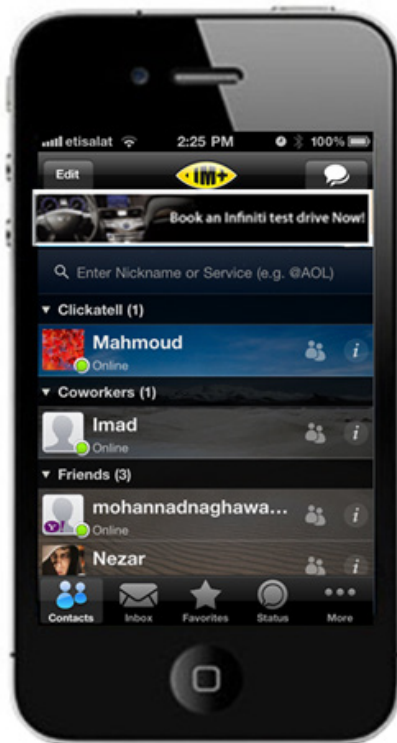 etisalat 2:25 PM 100%
Edit IM+
Book an Infiniti test drive Now!
Enter Nickname or Service (e.g. @AOL)
Clickatell (1)
Mahmoud
Online
i
Coworkers (1)
Imad
Online
i
Friends (3)
mohannadnaghawa...
Y!
Online
i
Nezar
i
Contacts Inbox Favorites Status More